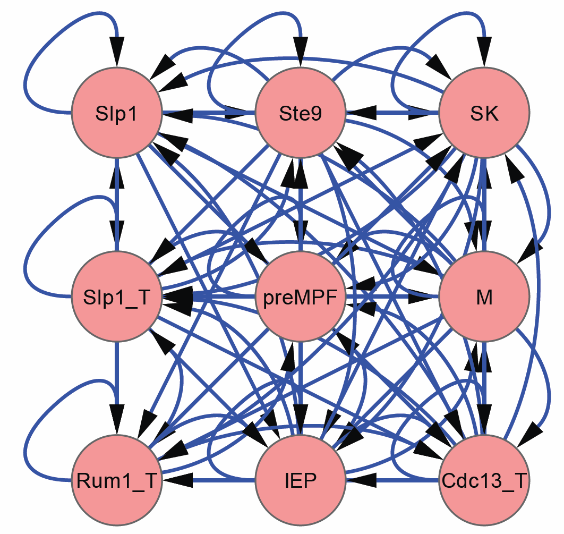 Slp1 Ste9 SK
Slp1_T preMPF M
Rum1_T IEP Cdc13_T